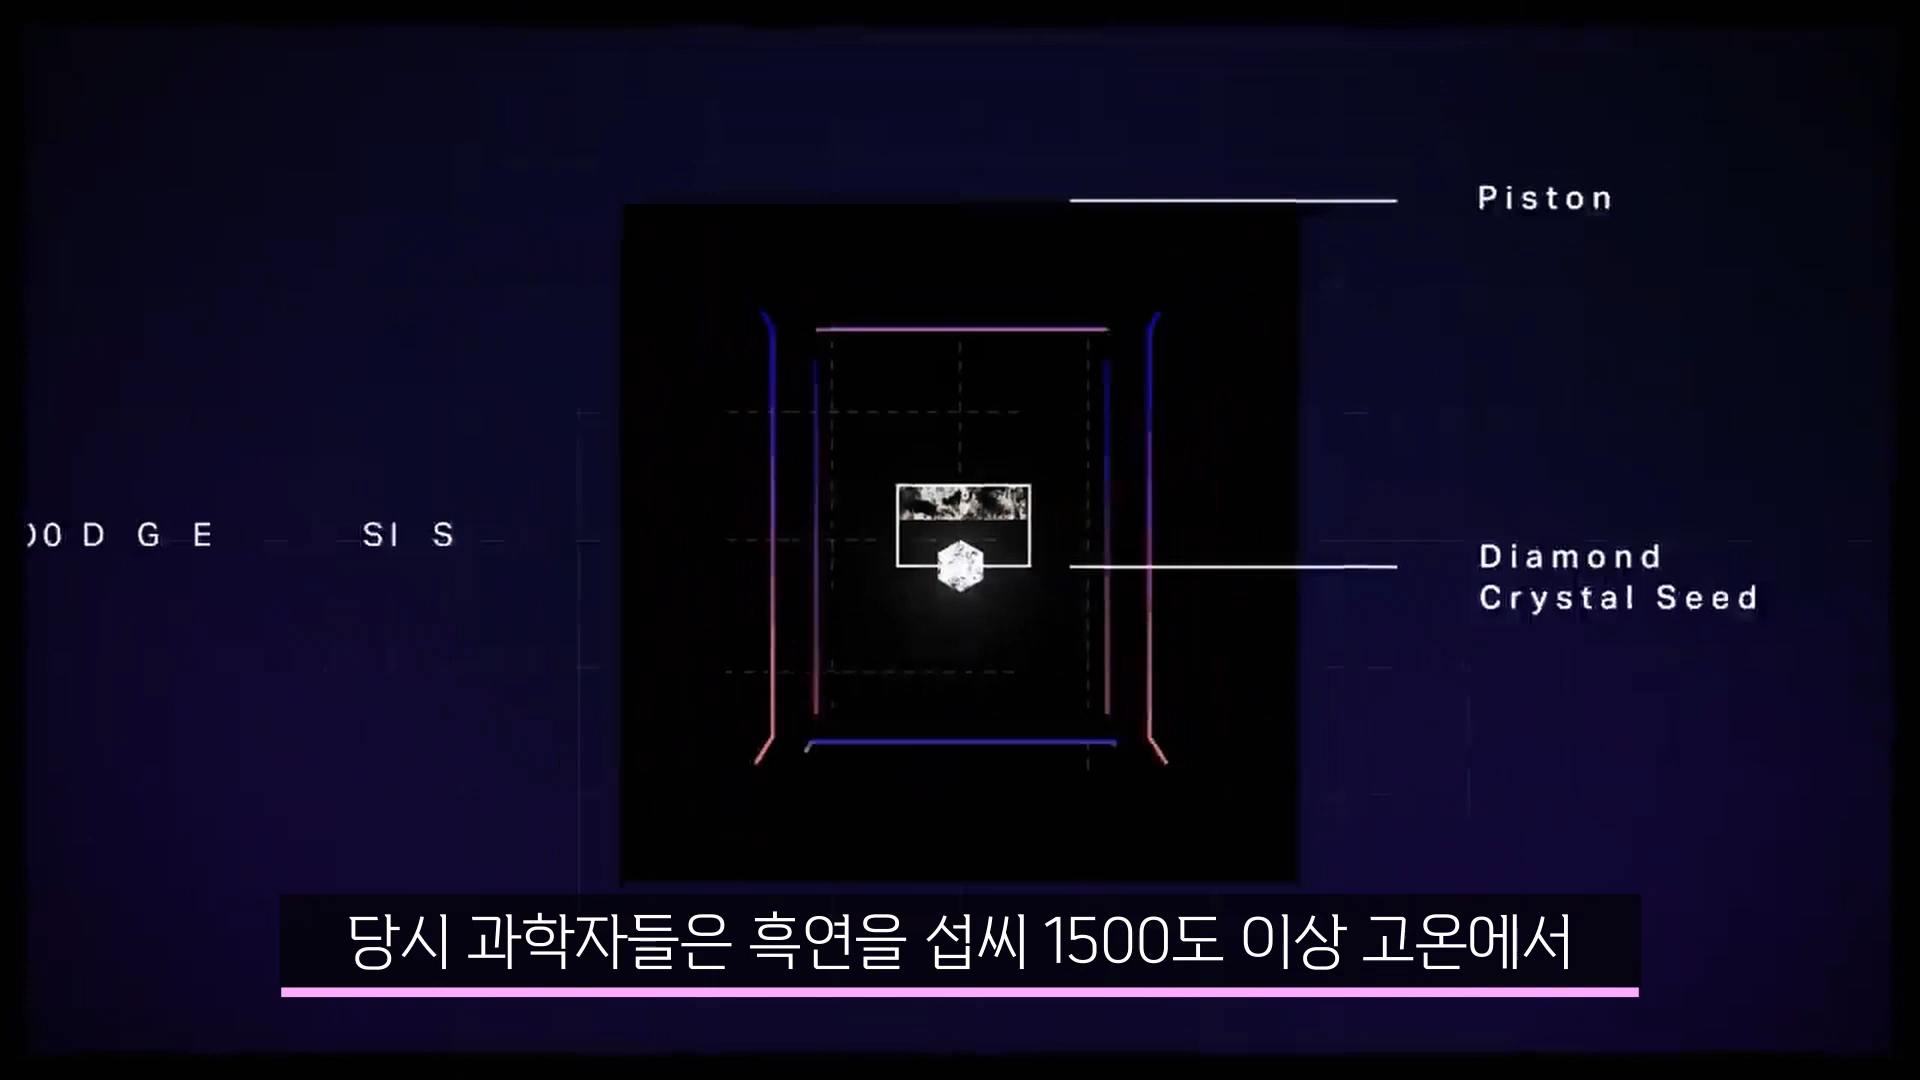 Piston
D G E SI S
Diamond
Crystal Seed
당시 과학자들은 흑연을 섭씨 1500도 이상 고온에서